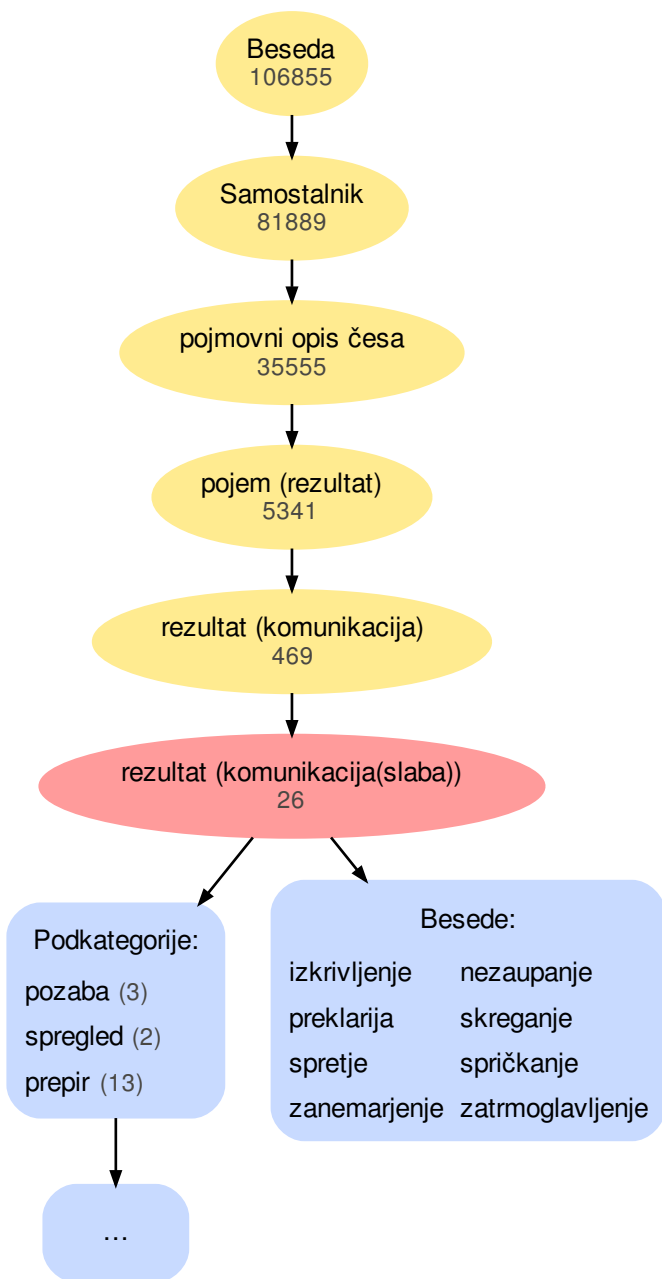 Beseda
106855
Samostalnik
81889
pojmovni opis česa
35555
pojem (rezultat)
5341
rezultat (komunikacija)
469
rezultat (komunikacija(slaba))
26
Podkategorije:
pozaba (3)
spregled (2)
prepir (13)
Besede:
izkrivljenje nezaupanje
preklarija skreganje
spretje spričkanje
zanemarjenje zatrmoglavljenje
...